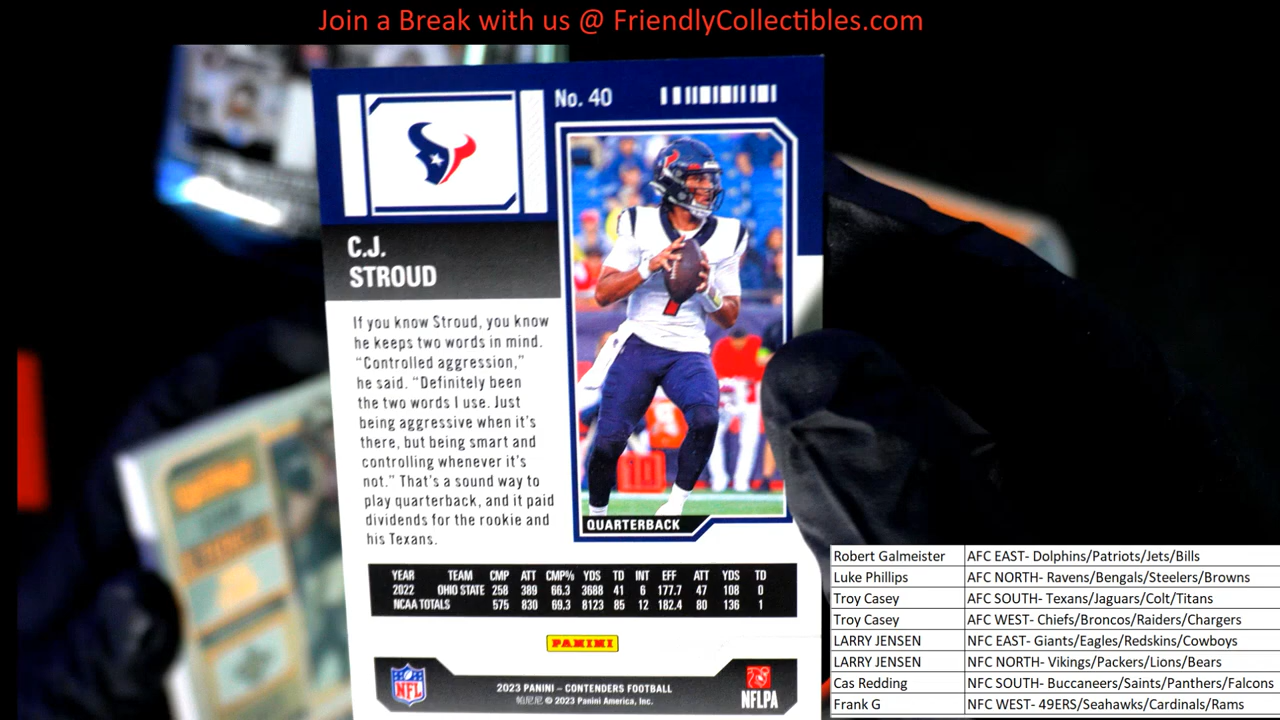 Join a Break with us @ FriendlyCollectibles.com
No. 40
C.J.
STROUD
If you know Stroud, you know
he keeps two words in mind.
“Controlled aggression,”
he said. “Definitely been
the two words I use. Just
being aggressive when it’s
there, but being smart and
controlling whenever it’s
not.” That’s a sound way to
play quarterback, and it paid
dividends for the rookie and
his Texans.
QUARTERBACK
YEAR TEAM CMP ATT CMP% YDS TD INT EFF ATT YDS TD
2022 OHIO STATE 258 389 66.3 3688 41 6 177.7 47 108 0
NCAA TOTALS 575 830 69.3 8123 85 12 182.4 80 136 1
PANINI
NFL
2023 PANINI – CONTENDERS FOOTBALL
帕尼尼 © 2023 Panini America, Inc.
NFLPA
Robert Galmeister AFC EAST- Dolphins/Patriots/Jets/Bills
Luke Phillips AFC NORTH- Ravens/Bengals/Steelers/Browns
Troy Casey AFC SOUTH- Texans/Jaguars/Colt/Titans
Troy Casey AFC WEST- Chiefs/Broncos/Raiders/Chargers
LARRY JENSEN NFC EAST- Giants/Eagles/Redskins/Cowboys
LARRY JENSEN NFC NORTH- Vikings/Packers/Lions/Bears
Cas Redding NFC SOUTH- Buccaneers/Saints/Panthers/Falcons
Frank G NFC WEST- 49ERS/Seahawks/Cardinals/Rams